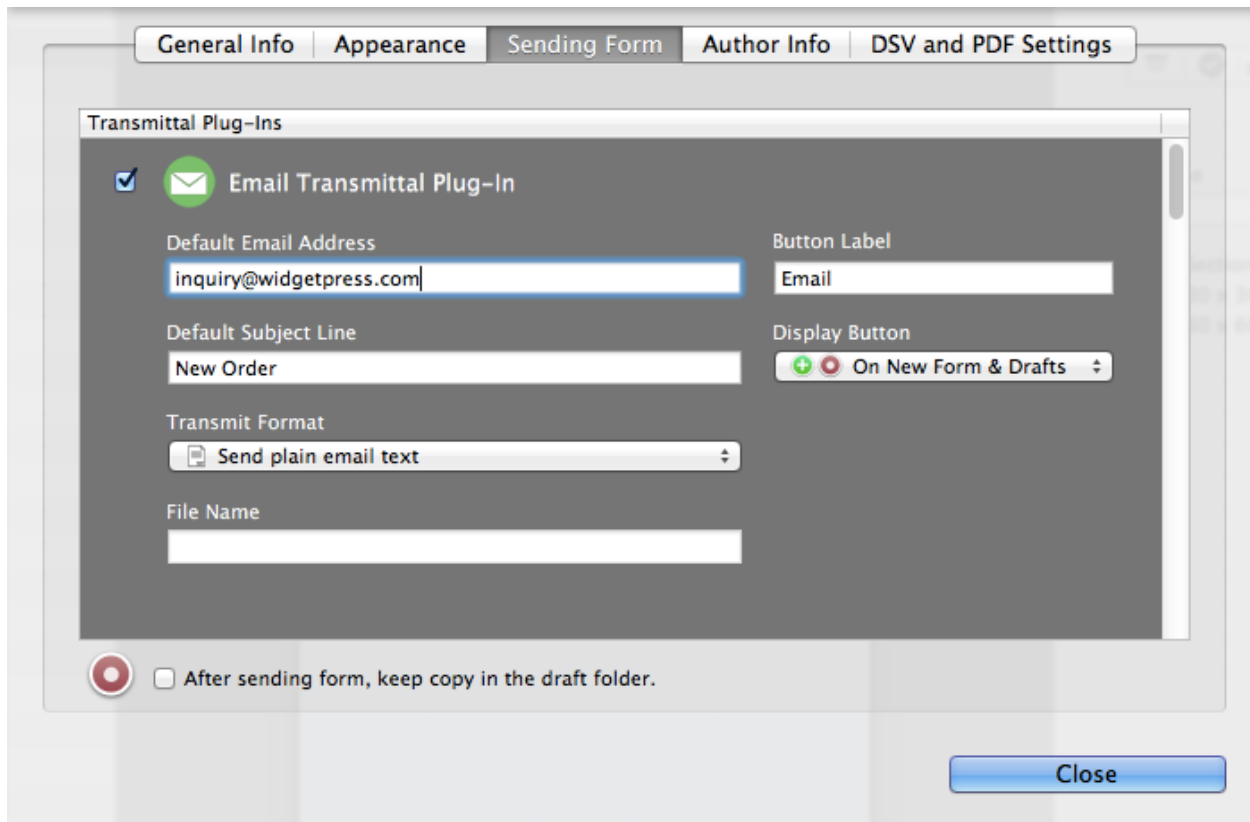 General Info Appearance Sending Form Author Info DSV and PDF Settings
Transmittal Plug-Ins
Email Transmittal Plug-In
Default Email Address
Button Label
inquiry@widgetpress.com
Email
Default Subject Line
Display Button
New Order
On New Form & Drafts
Transmit Format
Send plain email text
File Name
After sending form, keep copy in the draft folder.
Close